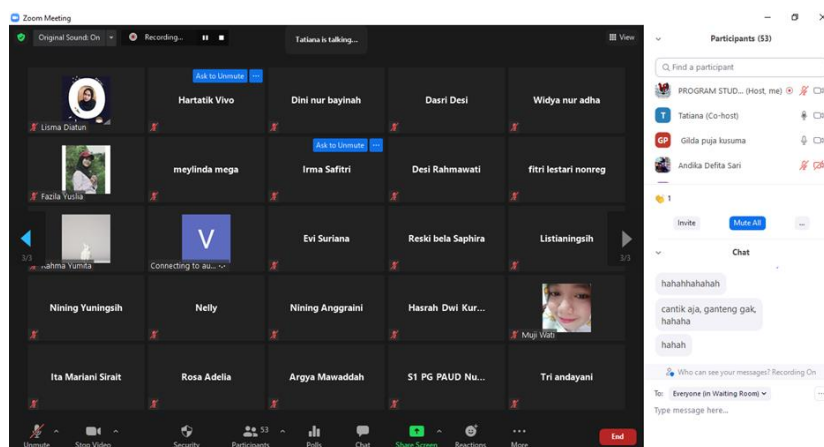 Zoom Meeting
Original Sound: On
Recording...
Tatiana is talking...
View
Ask to Unmute
Lisma Diatun
Hartatik Vivo
Dini nur bayinah
Dasri Desi
Widya nur adha
Ask to Unmute
Fazila Yuslia
meylinda mega
Irma Safitri
Desi Rahmawati
fitri lestari nonreg
3/3
Rahma Yumita
V
Connecting to au...
Evi Suriana
Reski bela Saphira
Listianingsih
3/3
Nining Yuningsih
Nelly
Nining Anggraini
Hasrah Dwi Kur...
Muji Wati
Ita Mariani Sirait
Rosa Adelia
Argya Mawaddah
S1 PG PAUD Nu...
Tri andayani
Unmute
Stop Video
Security
Participants
53
Polls
Chat
Share Screen
Reactions
More
End
Participants (53)
Find a participant
PROGRAM STUD... (Host, me)
T
Tatiana (Co-host)
GP
Gilda puja kusuma
Andika Defita Sari
1
Invite
Mute All
...
Chat
hahahhahahah
cantik aja, ganteng gak,
hahaha
hahah
Who can see your messages? Recording On
To: Everyone (in Waiting Room)
Type message here...